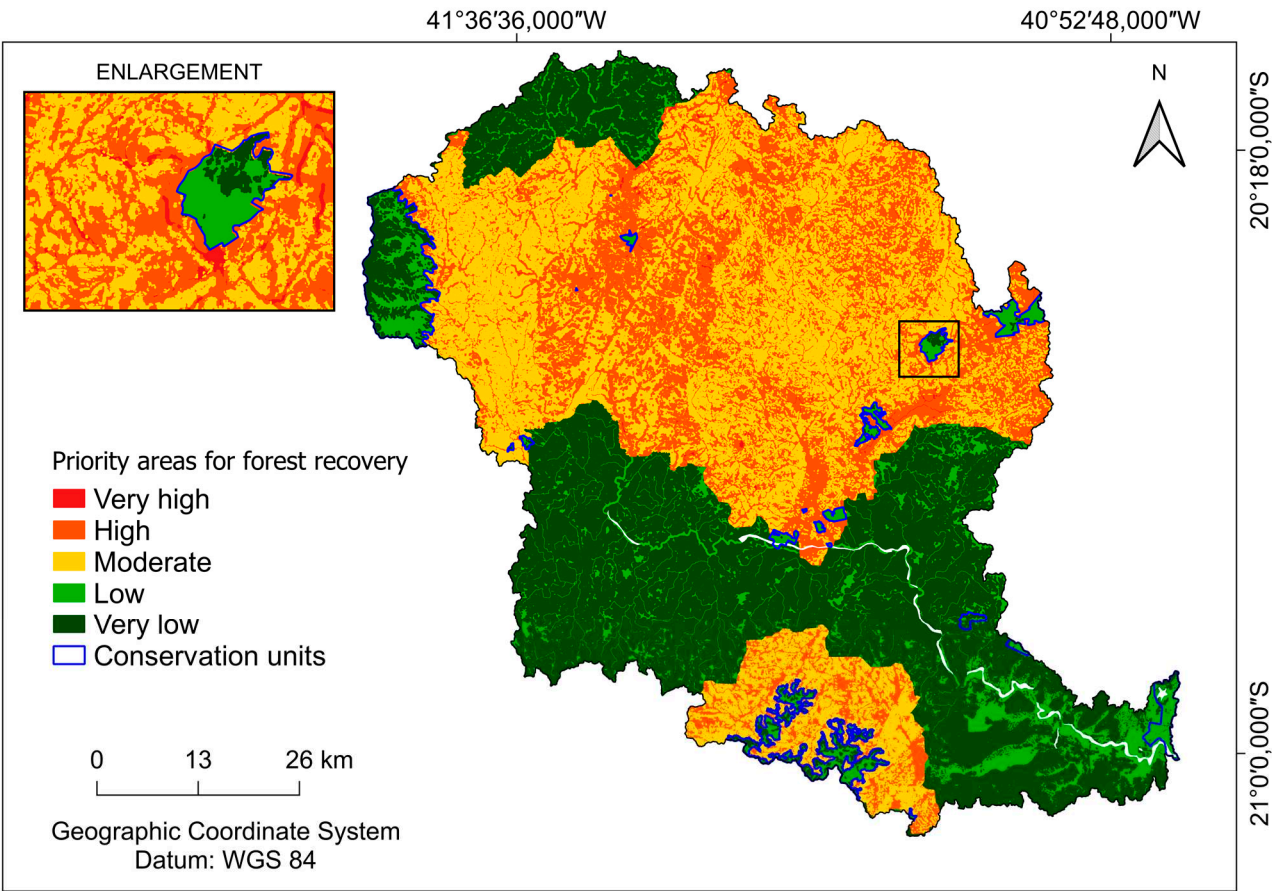 41°36′36,000″W
40°52′48,000″W
ENLARGEMENT
N
20°18′0,000″S
Priority areas for forest recovery
Very high
High
Moderate
Low
Very low
Conservation units
21°0′0,000″S
0 13 26 km
Geographic Coordinate System
Datum: WGS 84